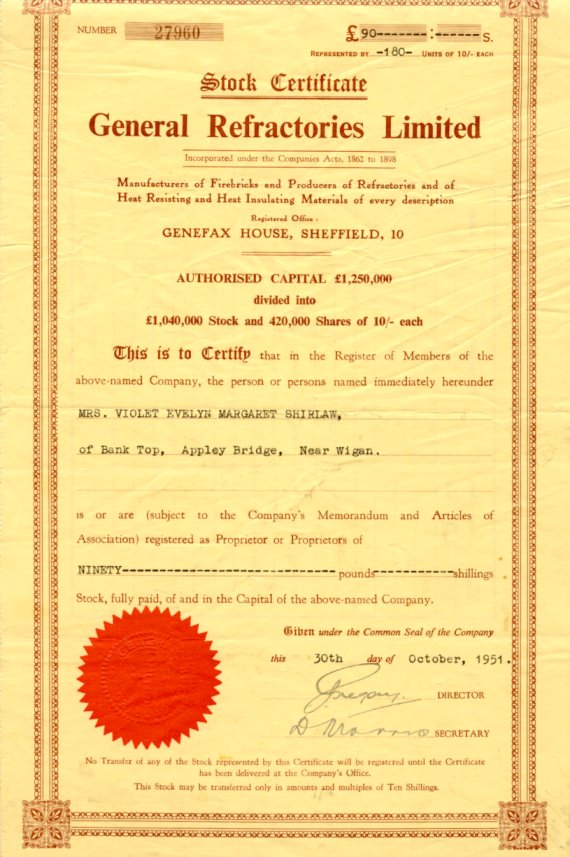 NUMBER 27960
£ 90--------:-------S.
REPRESENTED BY -180- UNITS OF 10/- EACH
Stock Certificate
General Refractories Limited
Incorporated under the Companies Acts, 1862 to 1898
Manufacturers of Firebricks and Producers of Refractories and of
Heat Resisting and Heat Insulating Materials of every description
Registered Office :
GENEFAX HOUSE, SHEFFIELD, 10
AUTHORISED CAPITAL £1,250,000
divided into
£1,040,000 Stock and 420,000 Shares of 10/- each
This is to Certify that in the Register of Members of the
above-named Company, the person or persons named immediately hereunder
MRS. VIOLET EVELYN MARGARET SHIRLAW,
of Bank Top, Appley Bridge, Near Wigan.
is or are (subject to the Company's Memorandum and Articles of
Association) registered as Proprietor or Proprietors of
NINETY-----------------------------pounds-----------shillings
Stock, fully paid, of and in the Capital of the above-named Company.
Given under the Common Seal of the Company
this 30th day of October, 1951.
Gregory. DIRECTOR
SECRETARY
No Transfer of any of the Stock represented by this Certificate will be registered until the Certificate
has been delivered at the Company's Office.
This Stock may be transferred only in amounts and multiples of Ten Shillings.